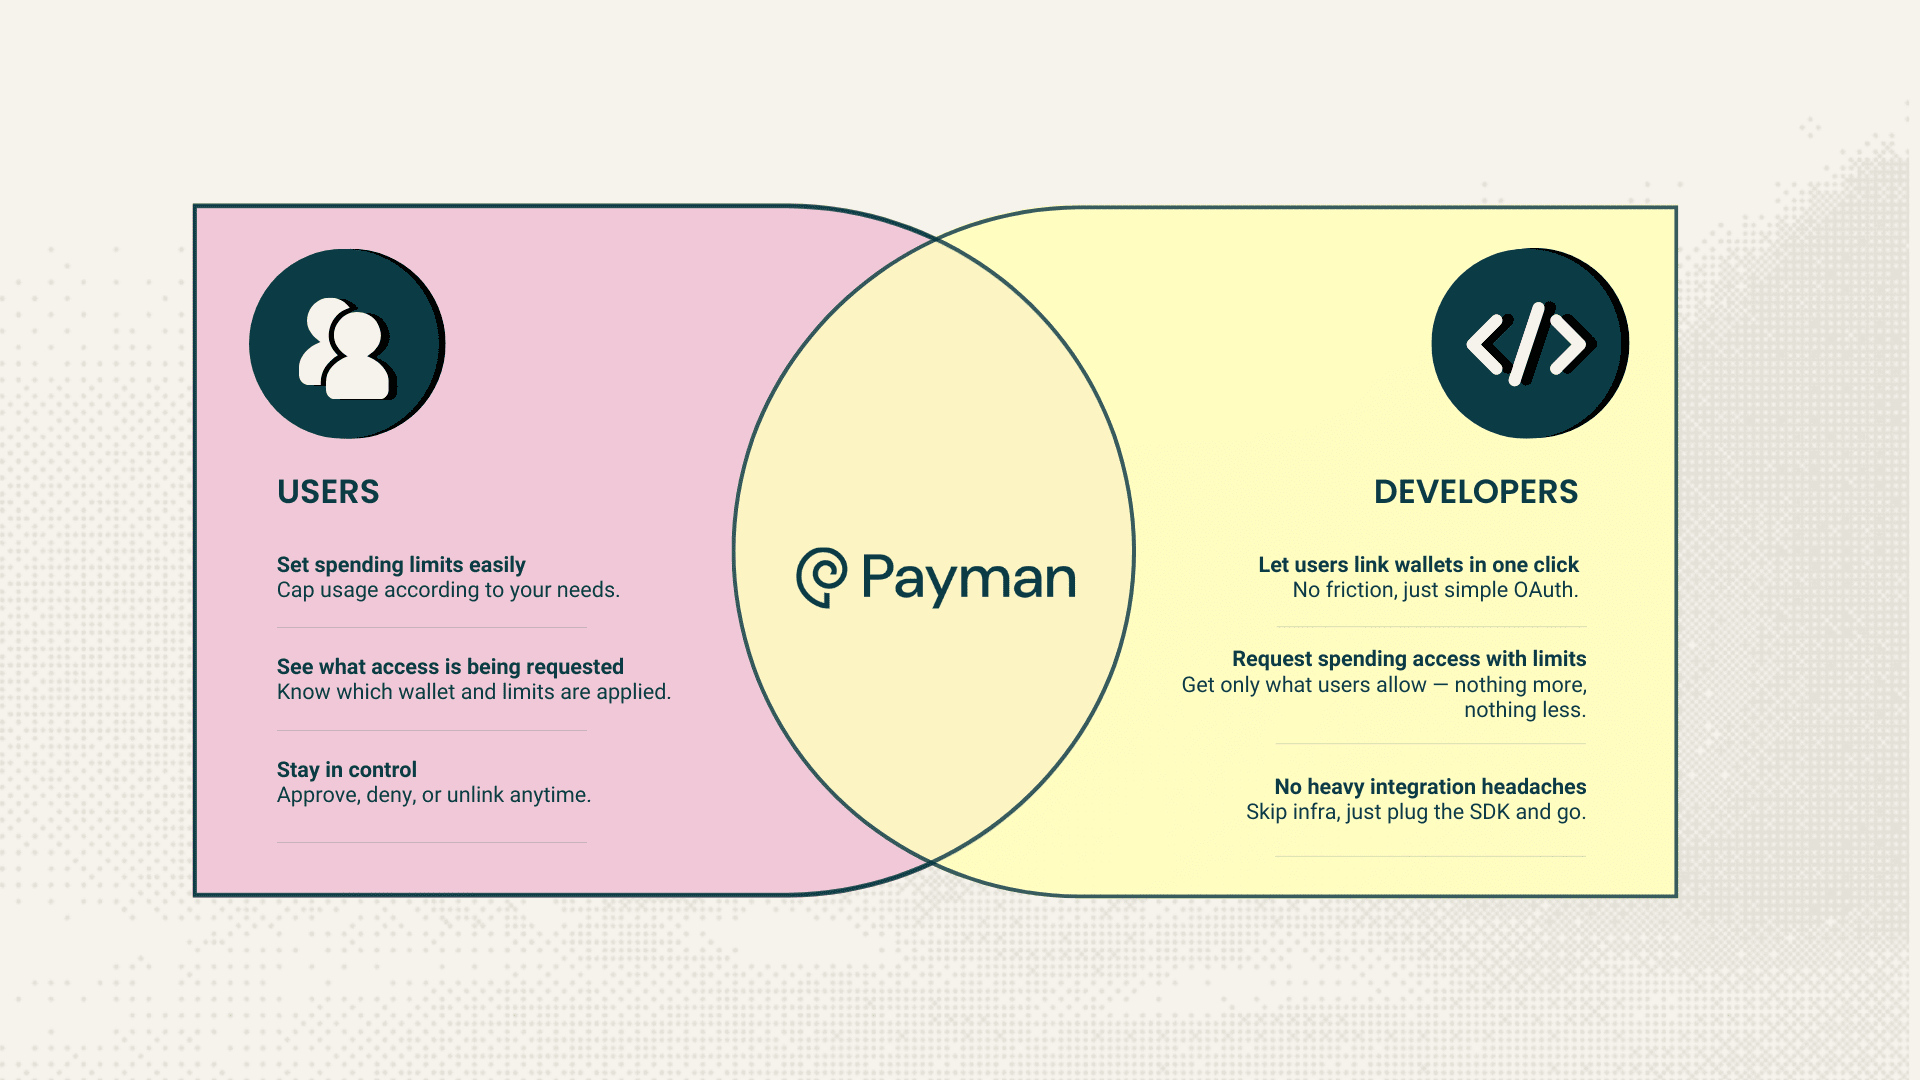 USERS
Set spending limits easily
Cap usage according to your needs.
See what access is being requested
Know which wallet and limits are applied.
Stay in control
Approve, deny, or unlink anytime.
Payman
DEVELOPERS
Let users link wallets in one click
No friction, just simple OAuth.
Request spending access with limits
Get only what users allow — nothing more,
nothing less.
No heavy integration headaches
Skip infra, just plug the SDK and go.